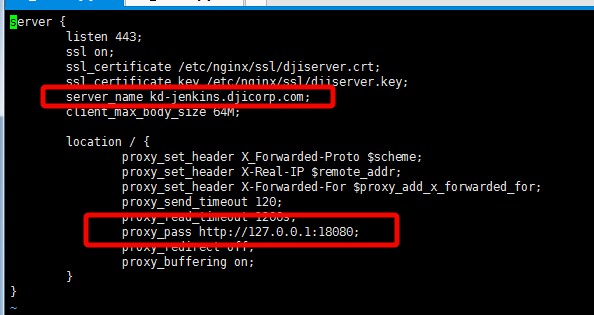 server {
listen 443;
ssl on;
ssl_certificate /etc/nginx/ssl/djiserver.crt;
ssl_certificate_key /etc/nginx/ssl/djiserver.key;
server_name kd-jenkins.djicorp.com;
client_max_body_size 64M;
location / {
proxy_set_header X_Forwarded-Proto $scheme;
proxy_set_header X-Real-IP $remote_addr;
proxy_set_header X-Forwarded-For $proxy_add_x_forwarded_for;
proxy_send_timeout 120;
proxy_read_timeout 1200s;
proxy_pass http://127.0.0.1:18080;
proxy_redirect off;
proxy_buffering on;
}
}
~